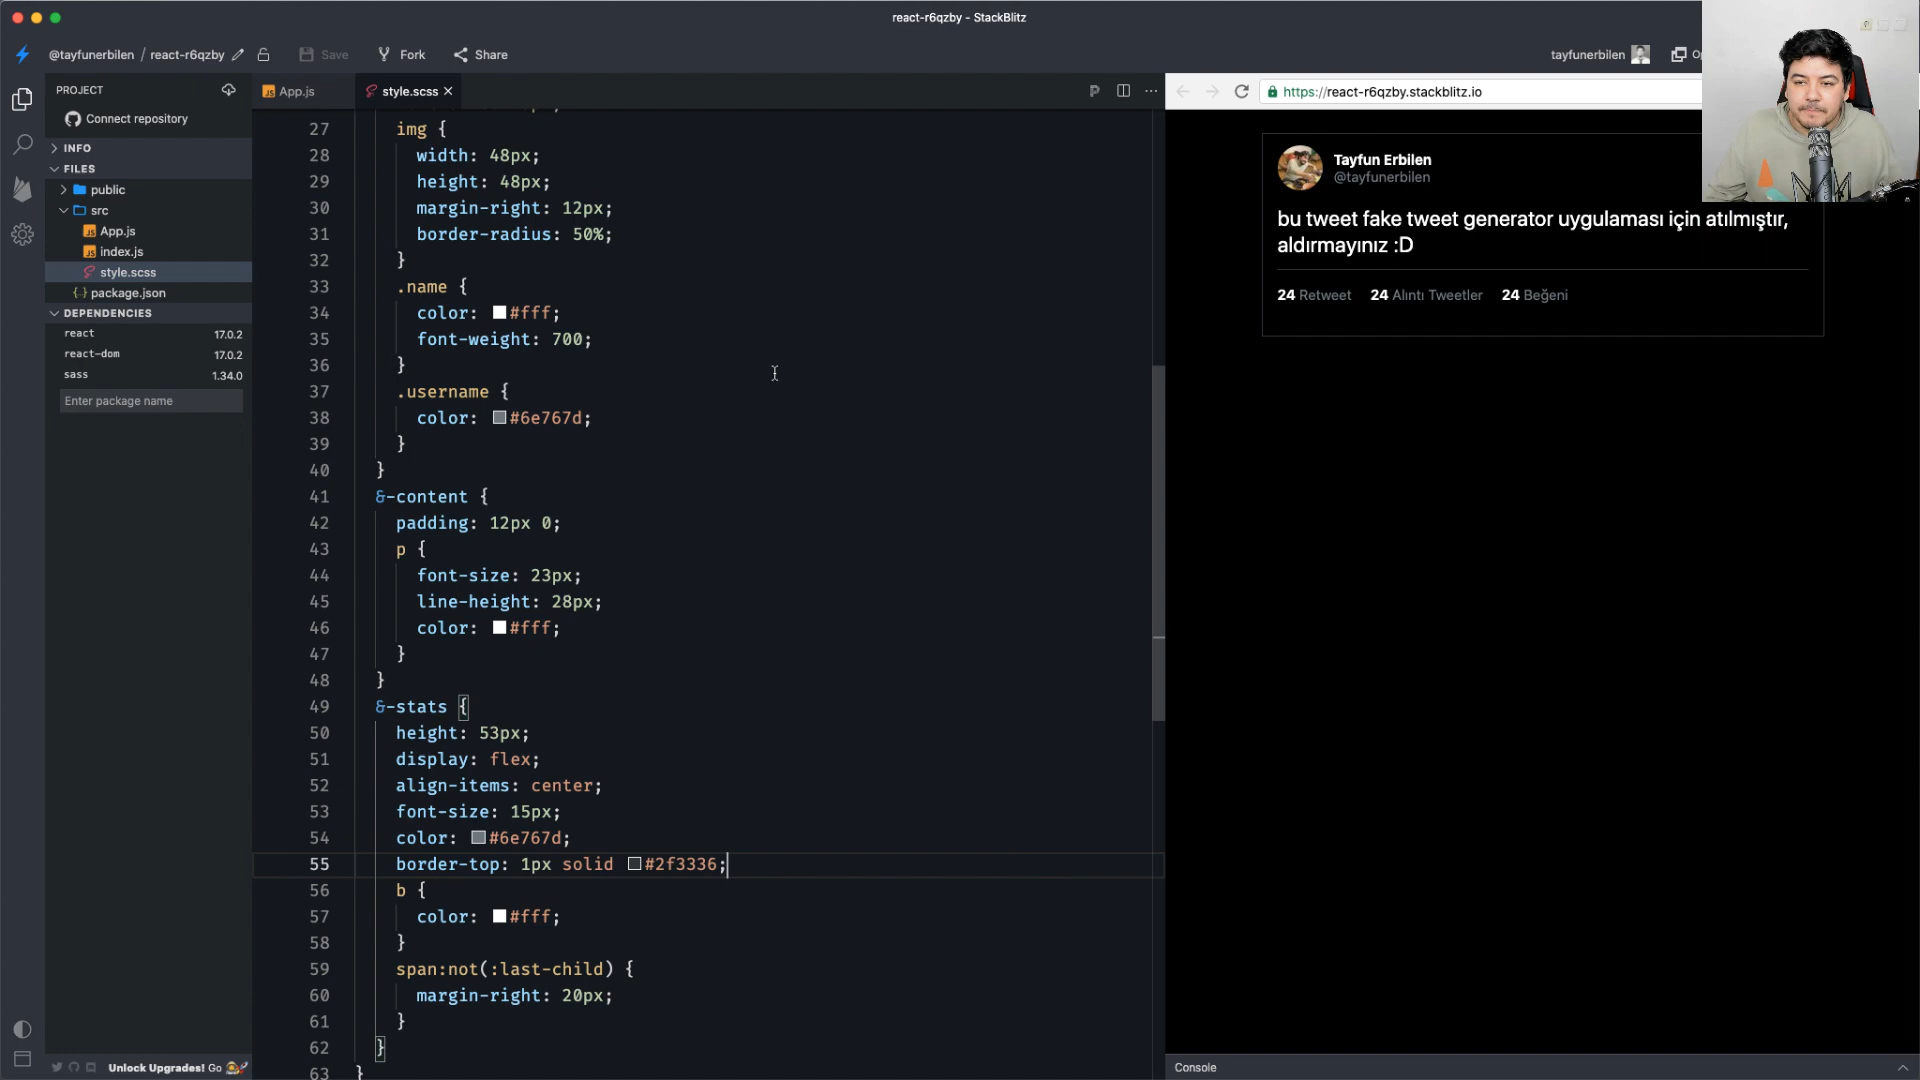 react-r6qzby - StackBlitz
@tayfunerbilen / react-r6qzby
Save
Fork
Share
tayfunerbilen
PROJECT
Connect repository
INFO
FILES
public
src
App.js
index.js
style.scss
package.json
DEPENDENCIES
react 17.0.2
react-dom 17.0.2
sass 1.34.0
Enter package name
Unlock Upgrades! Go
App.js
style.scss
27 img {
28 width: 48px;
29 height: 48px;
30 margin-right: 12px;
31 border-radius: 50%;
32 }
33 .name {
34 color: #fff;
35 font-weight: 700;
36 }
37 .username {
38 color: #6e767d;
39 }
40 }
41 &-content {
42 padding: 12px 0;
43 p {
44 font-size: 23px;
45 line-height: 28px;
46 color: #fff;
47 }
48 }
49 &-stats {
50 height: 53px;
51 display: flex;
52 align-items: center;
53 font-size: 15px;
54 color: #6e767d;
55 border-top: 1px solid #2f3336;
56 b {
57 color: #fff;
58 }
59 span:not(:last-child) {
60 margin-right: 20px;
61 }
62 }
63 }
https://react-r6qzby.stackblitz.io
Tayfun Erbilen
@tayfunerbilen
bu tweet fake tweet generator uygulaması için atılmıştır,
aldırmayınız :D
24 Retweet 24 Alıntı Tweetler 24 Beğeni
Console